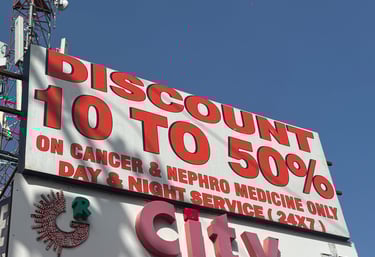 DISCOUNT
10 TO 50%
ON CANCER & NEPHRO MEDICINE ONLY
DAY & NIGHT SERVICE ( 24X7 )
city